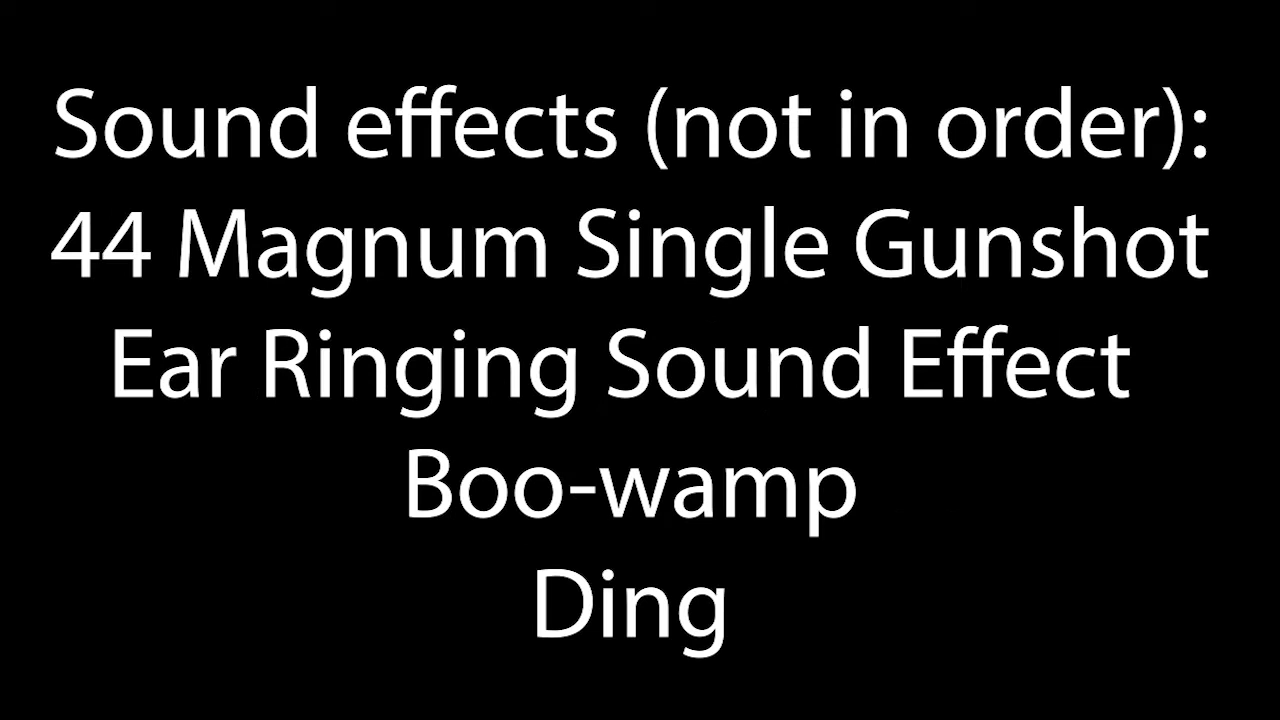 Sound effects (not in order):
44 Magnum Single Gunshot
Ear Ringing Sound Effect
Boo-wamp
Ding